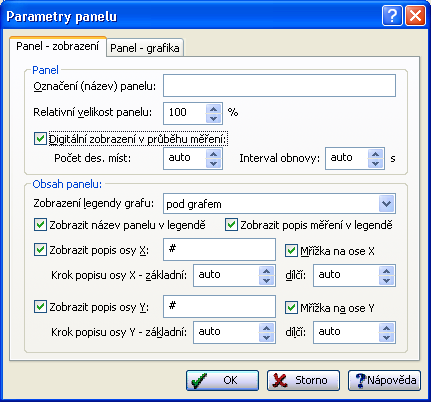 Parametry panelu
Panel - zobrazení Panel - grafika
Panel
Označení (název) panelu:
Relativní velikost panelu: 100 %
Digitální zobrazení v průběhu měření:
Počet des. míst: auto Interval obnovy: auto s
Obsah panelu:
Zobrazení legendy grafu: pod grafem
Zobrazit název panelu v legendě Zobrazit popis měření v legendě
Zobrazit popis osy X: # Mřížka na ose X
Krok popisu osy X - základní: auto dílčí: auto
Zobrazit popis osy Y: # Mřížka na ose Y
Krok popisu osy Y - základní: auto dílčí: auto
OK Storno Nápověda